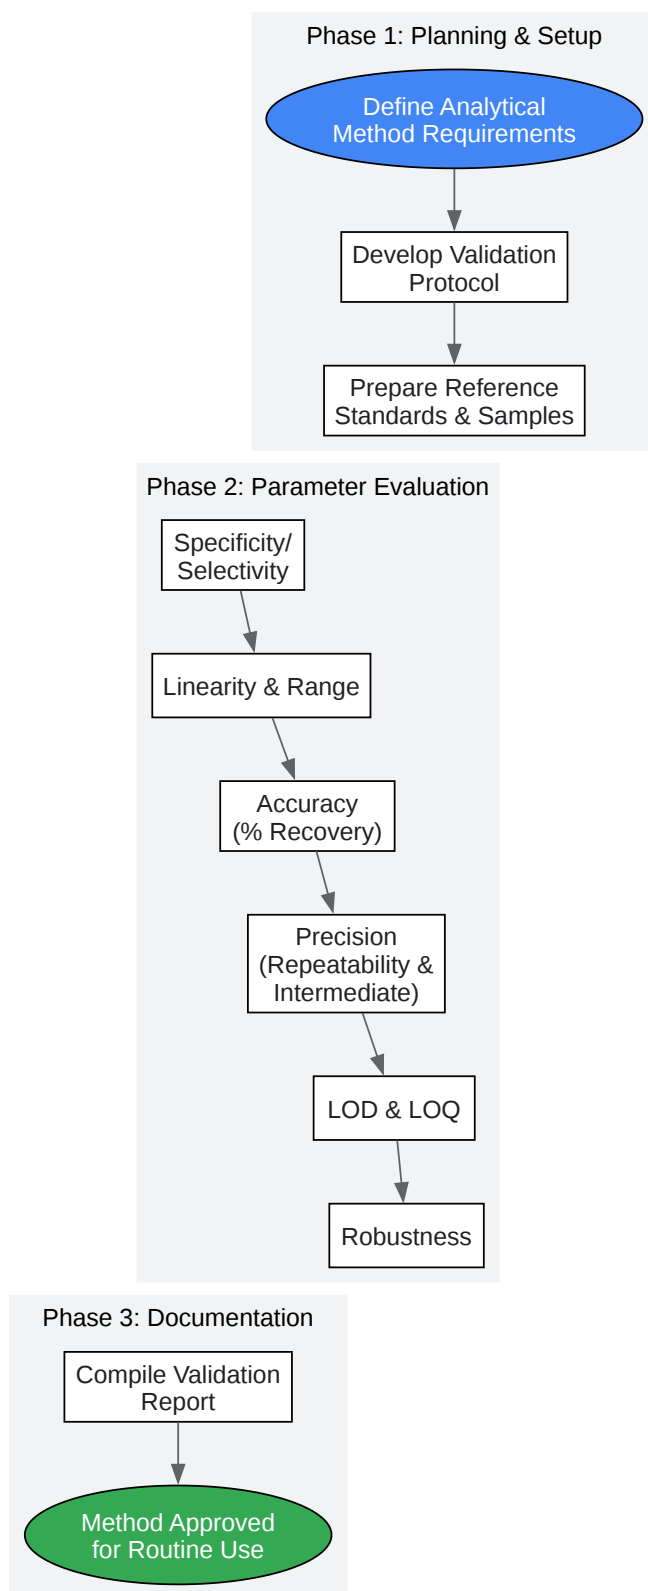 Phase 1: Planning & Setup
Define Analytical
Method Requirements
Develop Validation
Protocol
Prepare Reference
Standards & Samples
Phase 2: Parameter Evaluation
Specificity/
Selectivity
Linearity & Range
Accuracy
(% Recovery)
Precision
(Repeatability &
Intermediate)
LOD & LOQ
Robustness
Phase 3: Documentation
Compile Validation
Report
Method Approved
for Routine Use